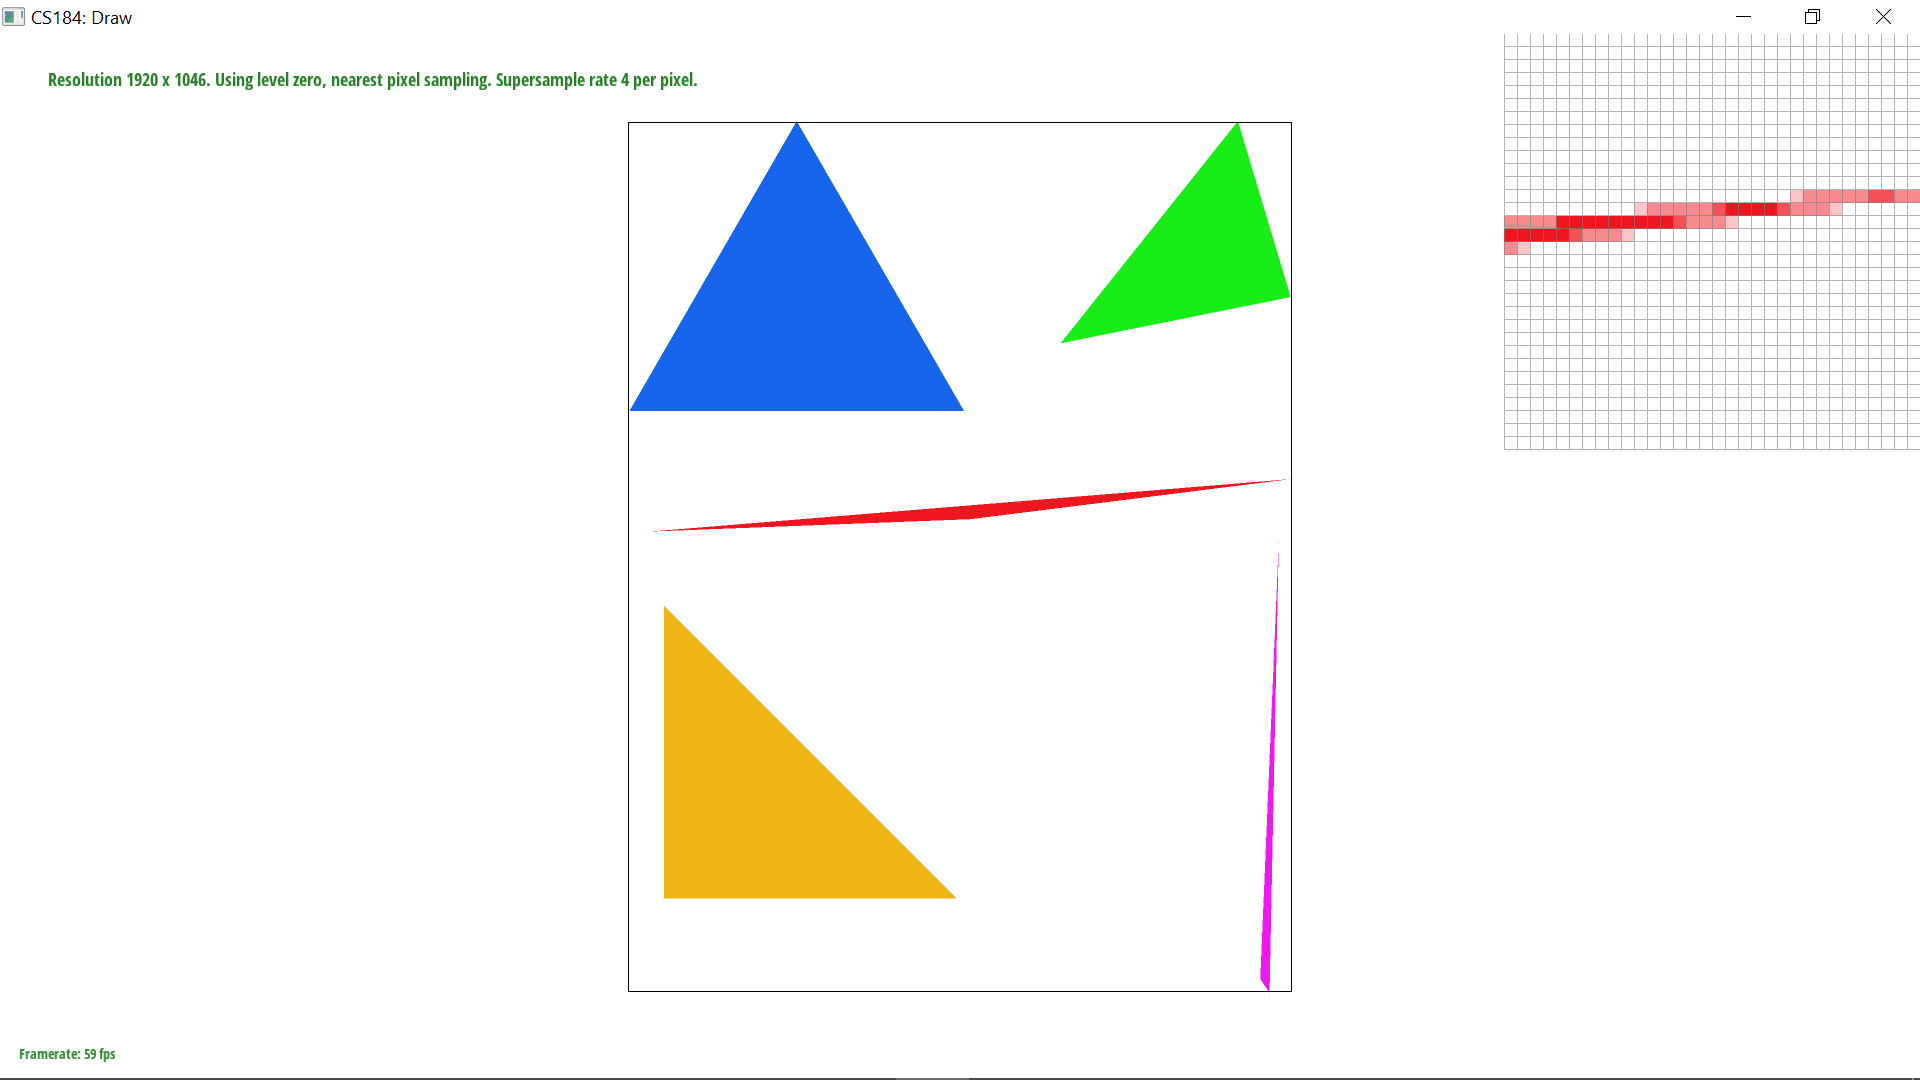 CS184: Draw
Resolution 1920 x 1046. Using level zero, nearest pixel sampling. Supersample rate 4 per pixel.
Framerate: 59 fps